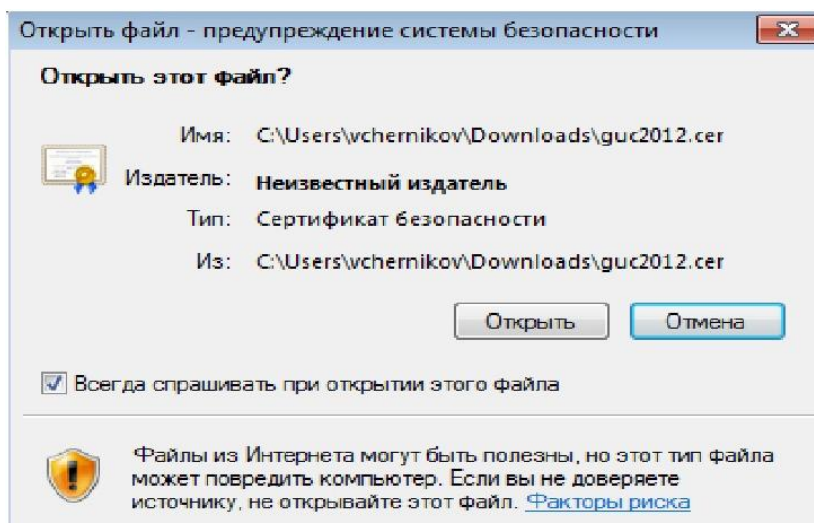 Открыть файл - предупреждение системы безопасности
Открыть этот файл?
Имя: C:\Users\vchernikov\Downloads\guc2012.cer
Издатель: Неизвестный издатель
Тип: Сертификат безопасности
Из: C:\Users\vchernikov\Downloads\guc2012.cer
Открыть Отмена
Всегда спрашивать при открытии этого файла
Файлы из Интернета могут быть полезны, но этот тип файла
может повредить компьютер. Если вы не доверяете
источнику, не открывайте этот файл. Факторы риска